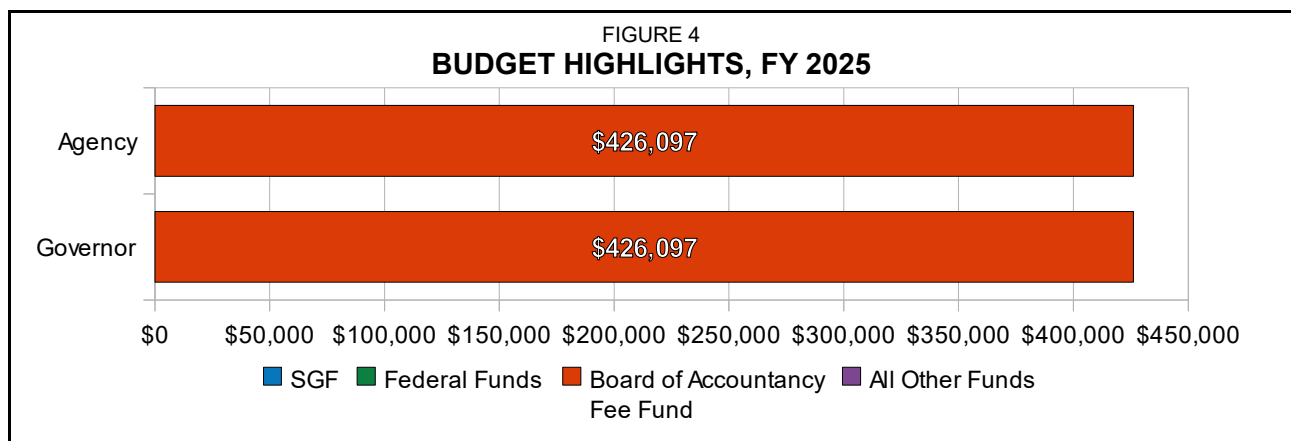 FIGURE 4
BUDGET HIGHLIGHTS, FY 2025
Agency
$426,097
Governor
$426,097
$0 $50,000 $100,000 $150,000 $200,000 $250,000 $300,000 $350,000 $400,000 $450,000
SGF Federal Funds Board of Accountancy All Other Funds
Fee Fund